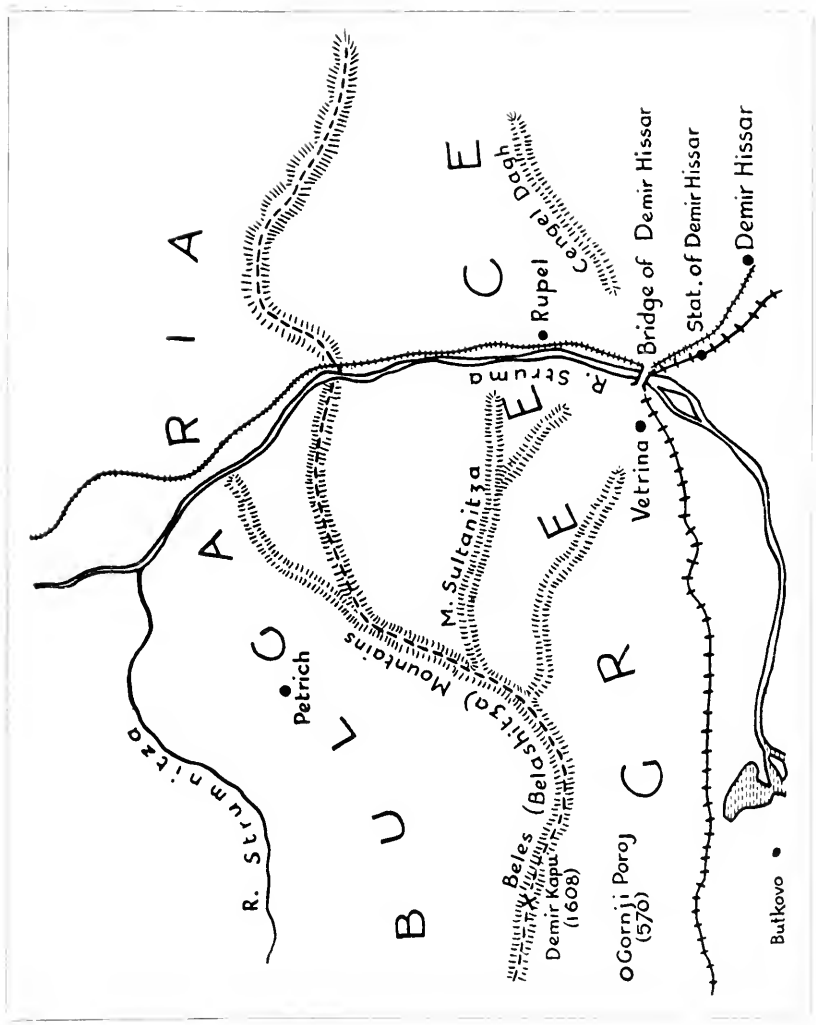 BULGARIA
GREECE
R. Strumnitza
Petrich
Beles (Belashitza) Mountains
Demir Kapu
(1608)
Gornji Poroj
(570)
Butkovo
M. Sultanitza
R. Struma
Vetrina
Rupel
Cengel Dagh
Bridge of Demir Hissar
Stat. of Demir Hissar
Demir Hissar